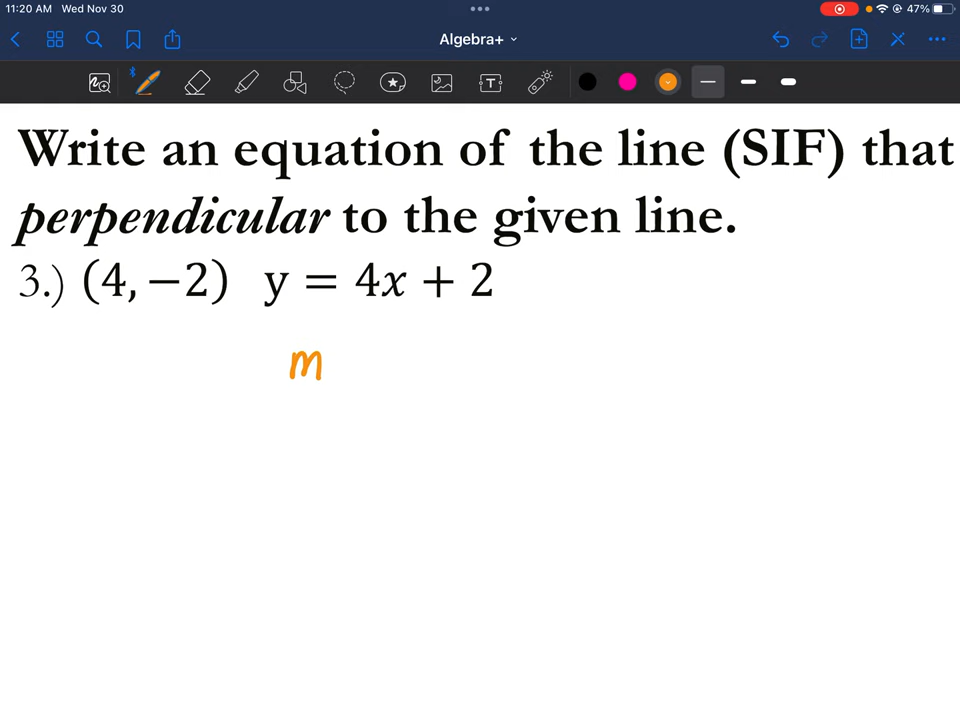 11:20 AM Wed Nov 30
47%
Algebra+
T
Write an equation of the line (SIF) that
perpendicular to the given line.
3.) (4, −2) y = 4x + 2
m